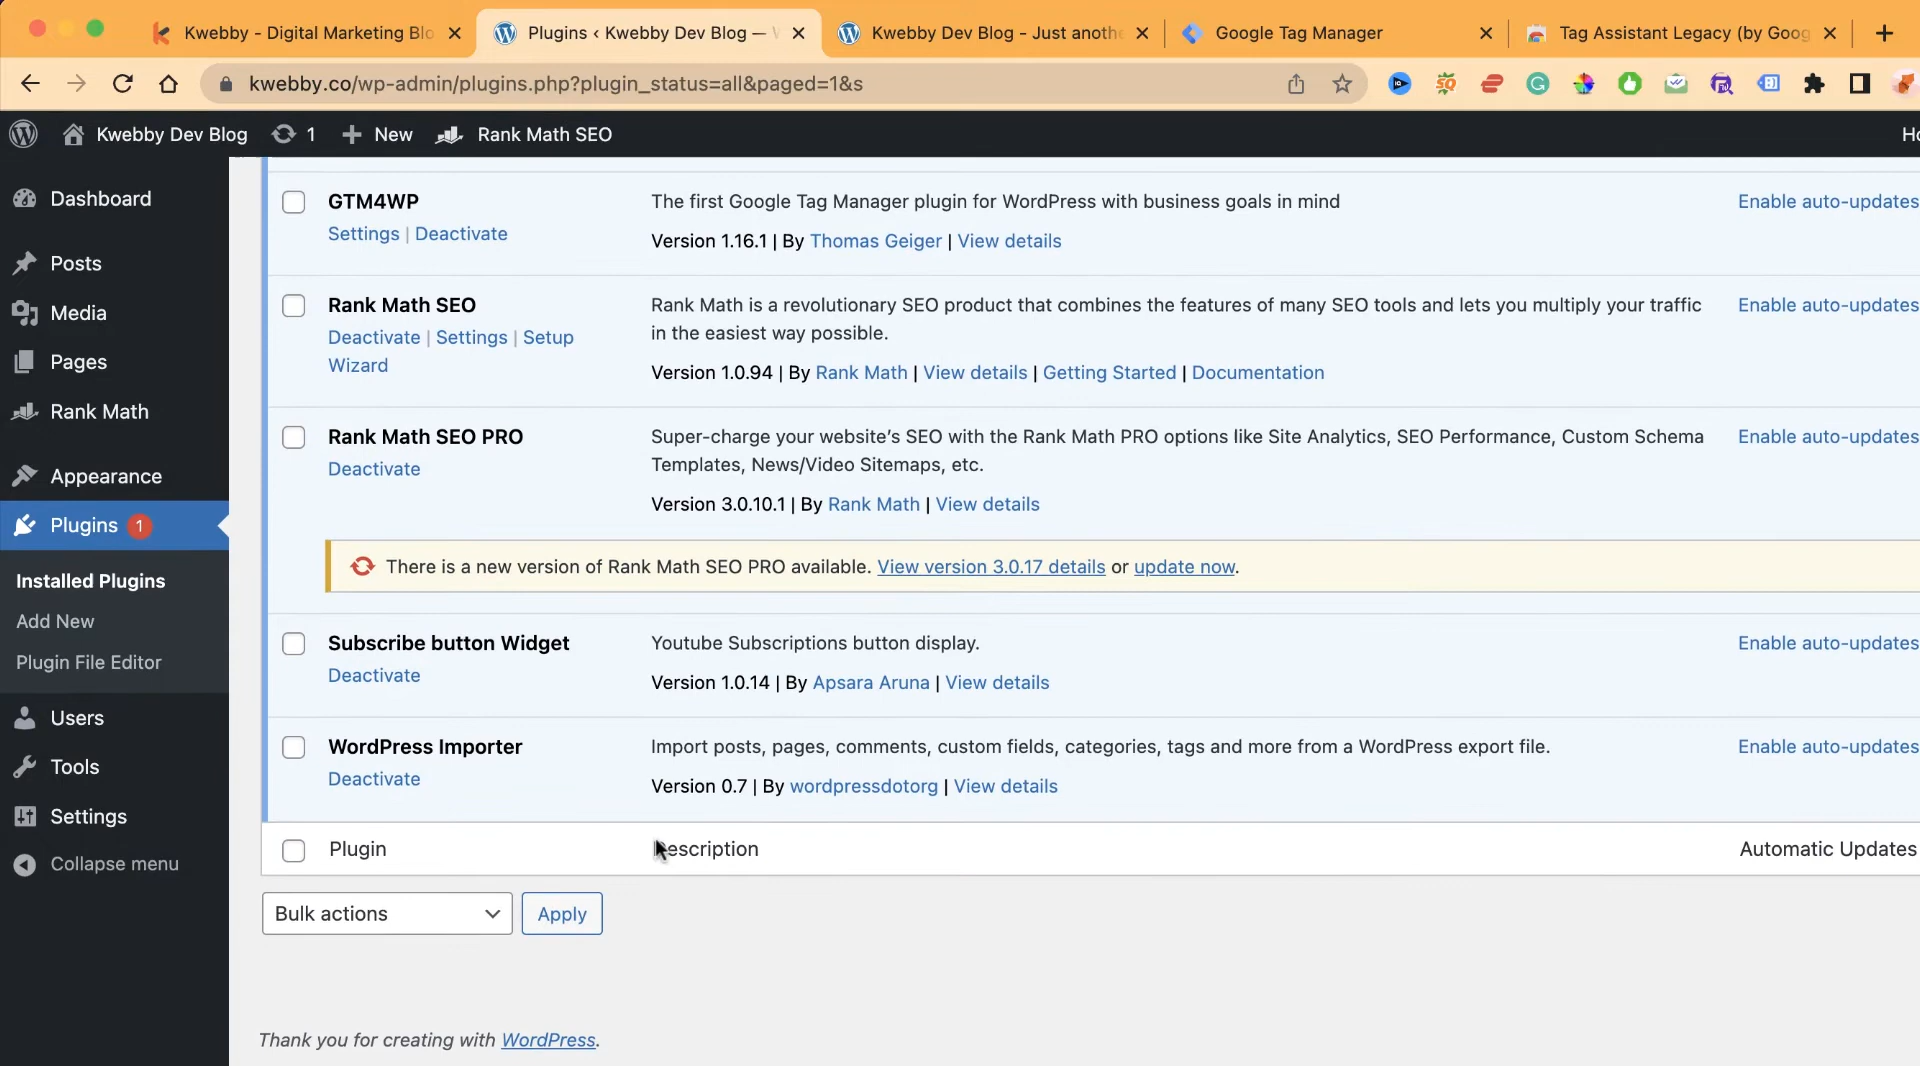 Kwebby - Digital Marketing Blo
Plugins ‹ Kwebby Dev Blog —
Kwebby Dev Blog - Just anoth
Google Tag Manager
Tag Assistant Legacy (by Goog
kwebby.co/wp-admin/plugins.php?plugin_status=all&paged=1&s
Kwebby Dev Blog
1
New
Rank Math SEO
Ho
Dashboard
Posts
Media
Pages
Rank Math
Appearance
Plugins 1
Installed Plugins
Add New
Plugin File Editor
Users
Tools
Settings
Collapse menu
GTM4WP
Settings | Deactivate
The first Google Tag Manager plugin for WordPress with business goals in mind
Version 1.16.1 | By Thomas Geiger | View details
Enable auto-updates
Rank Math SEO
Deactivate | Settings | Setup
Wizard
Rank Math is a revolutionary SEO product that combines the features of many SEO tools and lets you multiply your traffic
in the easiest way possible.
Version 1.0.94 | By Rank Math | View details | Getting Started | Documentation
Enable auto-updates
Rank Math SEO PRO
Deactivate
Super-charge your website's SEO with the Rank Math PRO options like Site Analytics, SEO Performance, Custom Schema
Templates, News/Video Sitemaps, etc.
Version 3.0.10.1 | By Rank Math | View details
Enable auto-updates
There is a new version of Rank Math SEO PRO available. View version 3.0.17 details or update now.
Subscribe button Widget
Deactivate
Youtube Subscriptions button display.
Version 1.0.14 | By Apsara Aruna | View details
Enable auto-updates
WordPress Importer
Deactivate
Import posts, pages, comments, custom fields, categories, tags and more from a WordPress export file.
Version 0.7 | By wordpressdotorg | View details
Enable auto-updates
Plugin
Description
Automatic Updates
Bulk actions
Apply
Thank you for creating with WordPress.